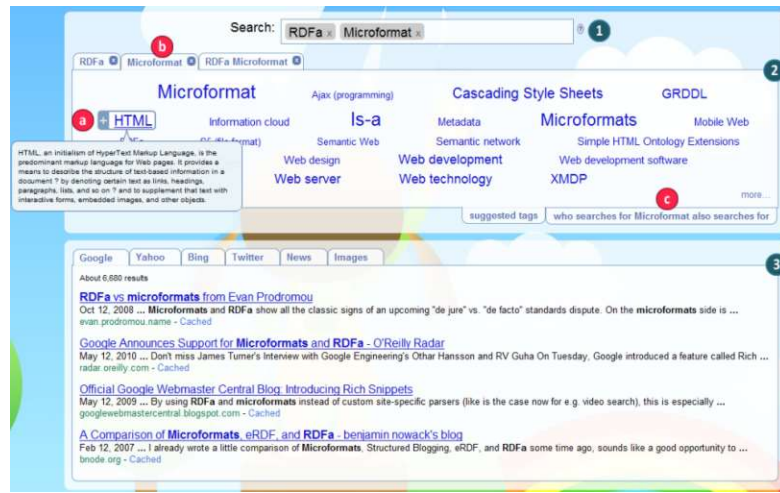 Search: RDFa x Microformat x 1
b
RDFa x Microformat x RDFa Microformat x
2
Microformat Ajax (programming) Cascading Style Sheets GRDDL
a + HTML Information cloud Is-a Metadata Microformats Mobile Web
format) Semantic Web Semantic network Simple HTML Ontology Extensions
Web design Web development Web development software
Web server Web technology XMDP
HTML, an initialism of HyperText Markup Language, is the
predominant markup language for Web pages. It provides a
means to describe the structure of text-based information in a
document ? by denoting certain text as links, headings,
paragraphs, lists, and so on ? and to supplement that text with
interactive forms, embedded images, and other objects.
c
more...
suggested tags who searches for Microformat also searches for
Google Yahoo Bing Twitter News Images
3
About 6,680 results
RDFa vs microformats from Evan Prodromou
Oct 12, 2008 ... Microformats and RDFa show all the classic signs of an upcoming "de jure" vs. "de facto" standards dispute. On the microformats side is ...
evan.prodromou.name - Cached
Google Announces Support for Microformats and RDFa - O'Reilly Radar
May 12, 2010 ... Don't miss James Turner's Interview with Google Engineering's Othar Hansson and RV Guha On Tuesday, Google introduced a feature called Rich ...
radar.oreilly.com - Cached
Official Google Webmaster Central Blog: Introducing Rich Snippets
May 12, 2009 ... By using RDFa and microformats instead of custom site-specific parsers (like is the case now for e.g. video search), this is especially ...
googlewebmastercentral.blogspot.com - Cached
A Comparison of Microformats, eRDF, and RDFa - benjamin nowack's blog
Feb 12, 2007 ... I already wrote a little comparison of Microformats, Structured Blogging, eRDF, and RDFa some time ago, sounds like a good opportunity to ...
bnode.org - Cached